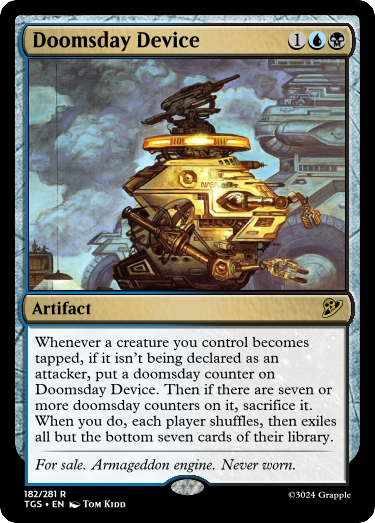 Doomsday Device 1
NASA
Artifact
Whenever a creature you control becomes
tapped, if it isn't being declared as an
attacker, put a doomsday counter on
Doomsday Device. Then if there are seven or
more doomsday counters on it, sacrifice it.
When you do, each player shuffles, then exiles
all but the bottom seven cards of their library.
For sale. Armageddon engine. Never worn.
182/281 R
TGS • EN Tom Kidd
©3024 Grapple